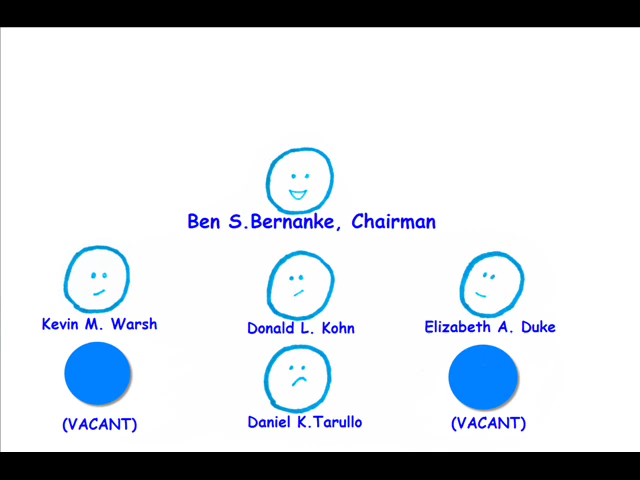 Ben S.Bernanke, Chairman
Kevin M. Warsh
Donald L. Kohn
Elizabeth A. Duke
(VACANT)
Daniel K.Tarullo
(VACANT)